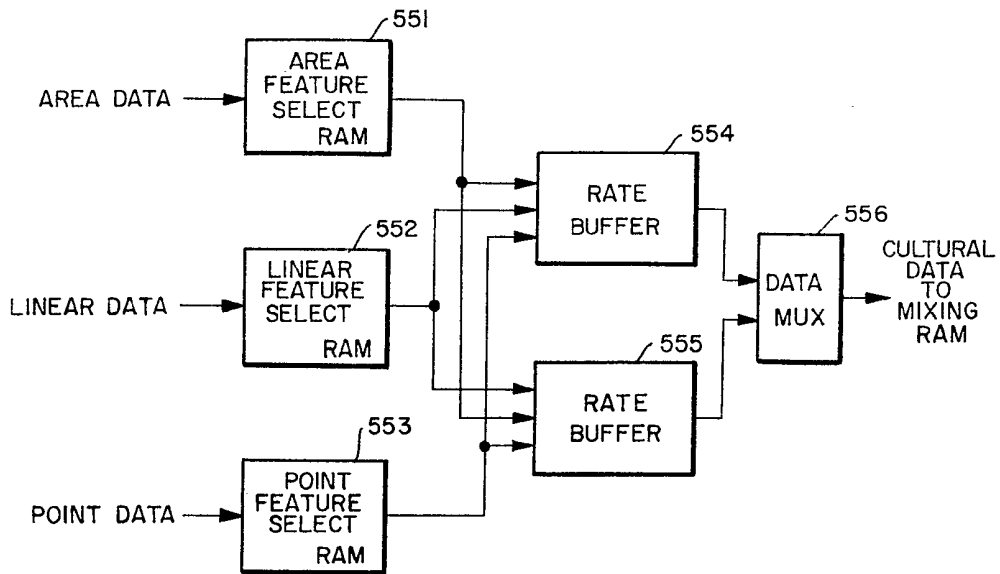 551
AREA
FEATURE
SELECT
RAM
AREA DATA
554
RATE
BUFFER
556
DATA
MUX
CULTURAL
DATA
TO
MIXING
RAM
552
LINEAR
FEATURE
SELECT
RAM
LINEAR DATA
555
RATE
BUFFER
553
POINT
FEATURE
SELECT
RAM
POINT DATA